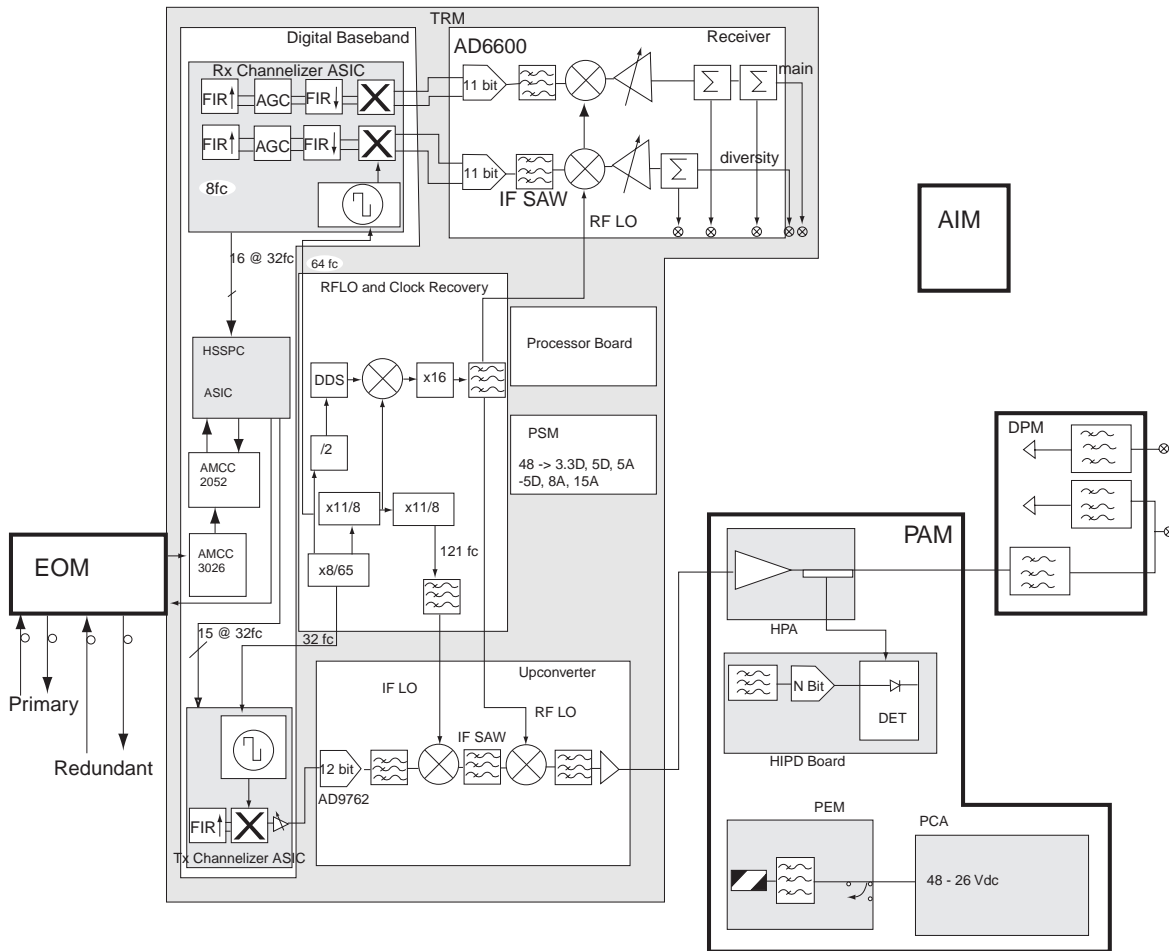 TRM
Digital Baseband
AD6600
Receiver
Rx Channelizer ASIC
main
FIR
AGC
FIR
11 bit
Σ
Σ
FIR
AGC
FIR
diversity
11 bit
Σ
8fc
IF SAW
RF LO
AIM
16 @ 32fc
64 fc
RFLO and Clock Recovery
HSSPC
ASIC
Processor Board
DDS
x16
PSM
48 -> 3.3D, 5D, 5A
-5D, 8A, 15A
DPM
/2
AMCC
2052
x11/8
x11/8
PAM
EOM
AMCC
3026
121 fc
x8/65
15 @ 32fc
32 fc
HPA
Upconverter
IF LO
Primary
RF LO
N Bit
DET
Redundant
IF SAW
HIPD Board
12 bit
AD9762
PEM
PCA
FIR
Tx Channelizer ASIC
48 - 26 Vdc